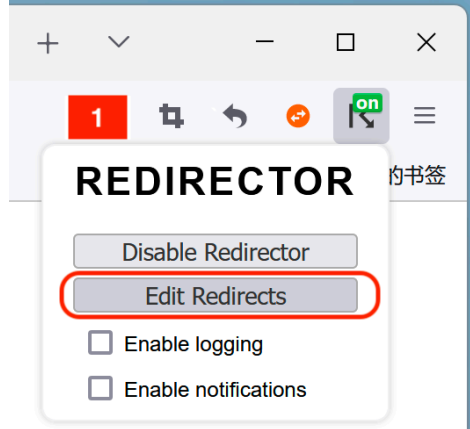 1
on
的书签
REDIRECTOR
Disable Redirector
Edit Redirects
Enable logging
Enable notifications